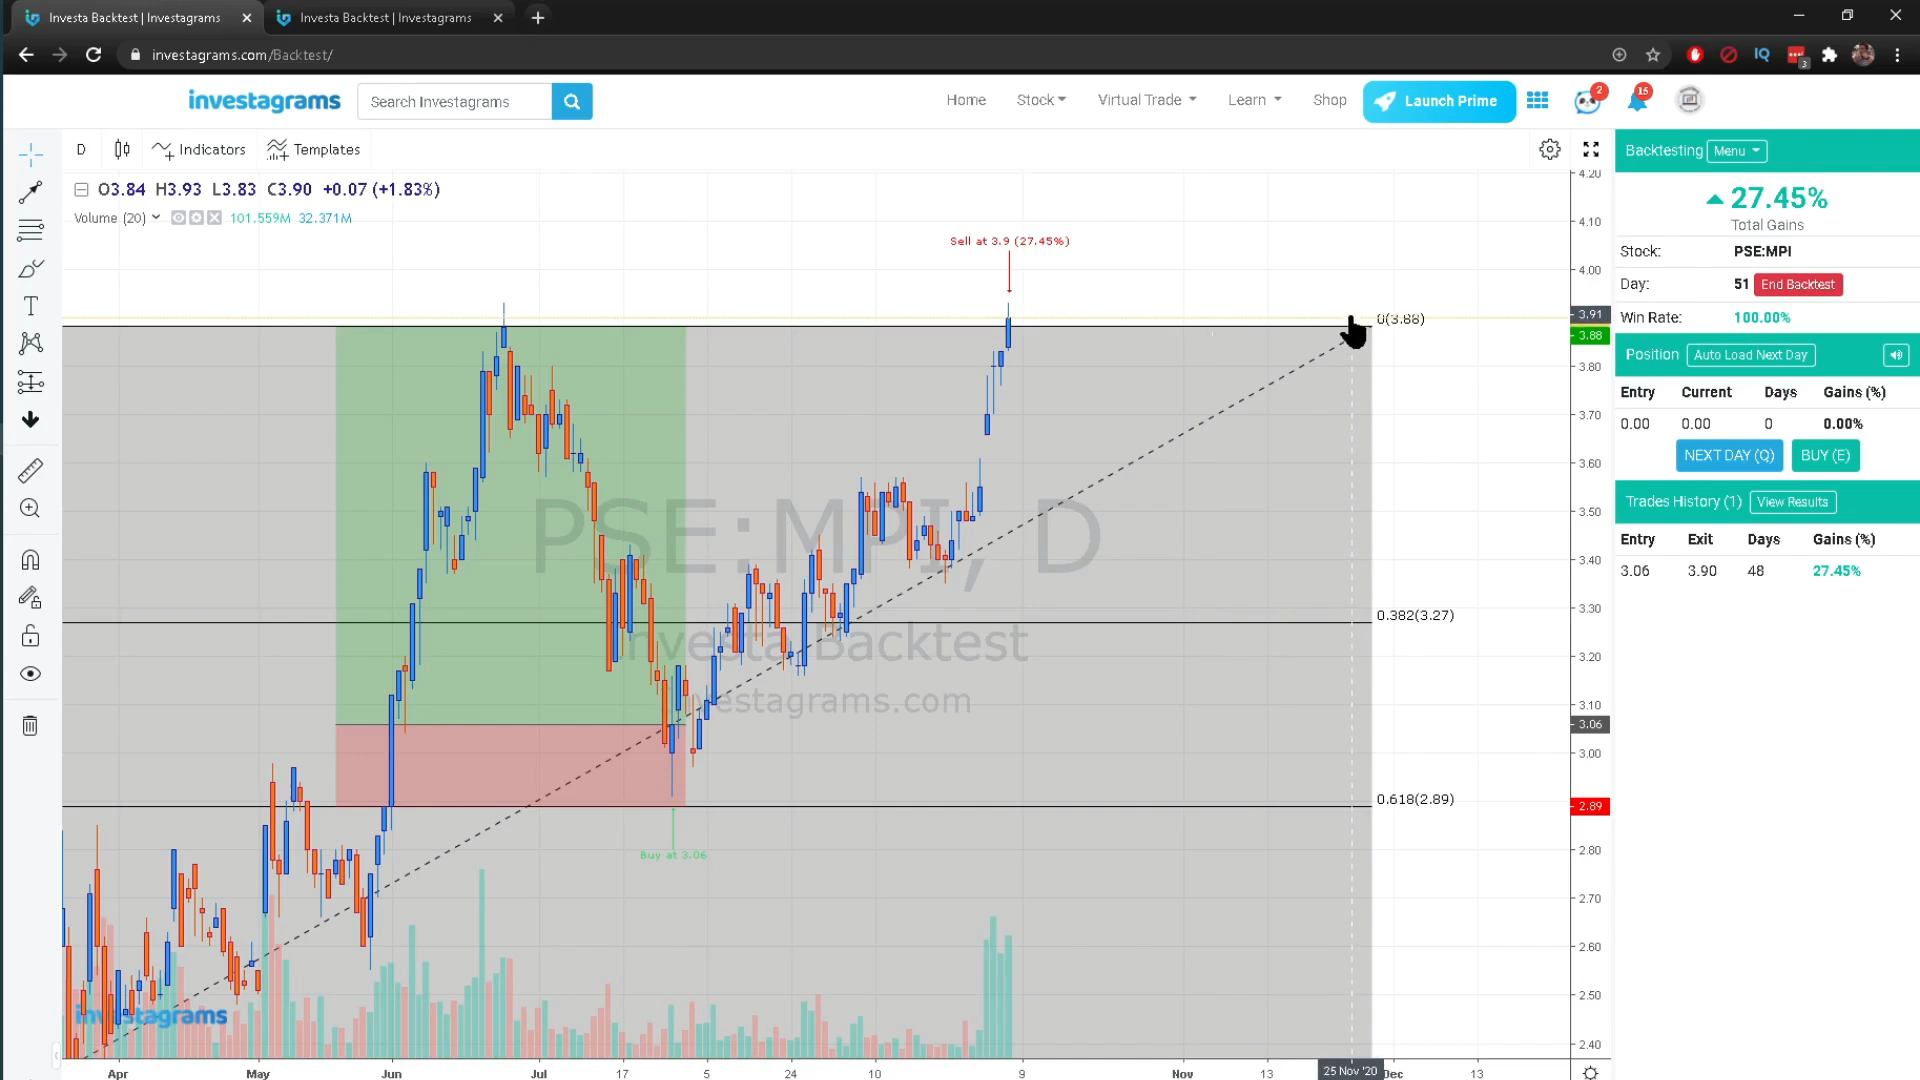 Investa Backtest | Investagrams
Investa Backtest | Investagrams
investagrams.com/Backtest/
IQ
3
investagrams
Search Investagrams
Home
Stock
Virtual Trade
Learn
Shop
Launch Prime
2
15
D
Indicators
Templates
Backtesting
Menu
O3.84 H3.93 L3.83 C3.90 +0.07 (+1.83%)
Volume (20)
101.559M 32.371M
27.45%
Total Gains
Stock: PSE:MPI
Day: 51 End Backtest
Win Rate: 100.00%
Position Auto Load Next Day
Entry Current Days Gains (%)
0.00 0.00 0 0.00%
NEXT DAY (Q) BUY (E)
Trades History (1) View Results
Entry Exit Days Gains (%)
3.06 3.90 48 27.45%
Sell at 3.9 (27.45%)
0(3.88)
0.382(3.27)
0.618(2.89)
Buy at 3.06
PSE:MPI, D
Investa Backtest
investagrams.com
investagrams
4.20
4.10
4.00
3.91
3.88
3.80
3.70
3.60
3.50
3.40
3.30
3.20
3.10
3.06
3.00
2.89
2.80
2.70
2.60
2.50
2.40
Apr May Jun Jul 17 5 24 10 9 Nov 13 25 Nov '20 Dec 13